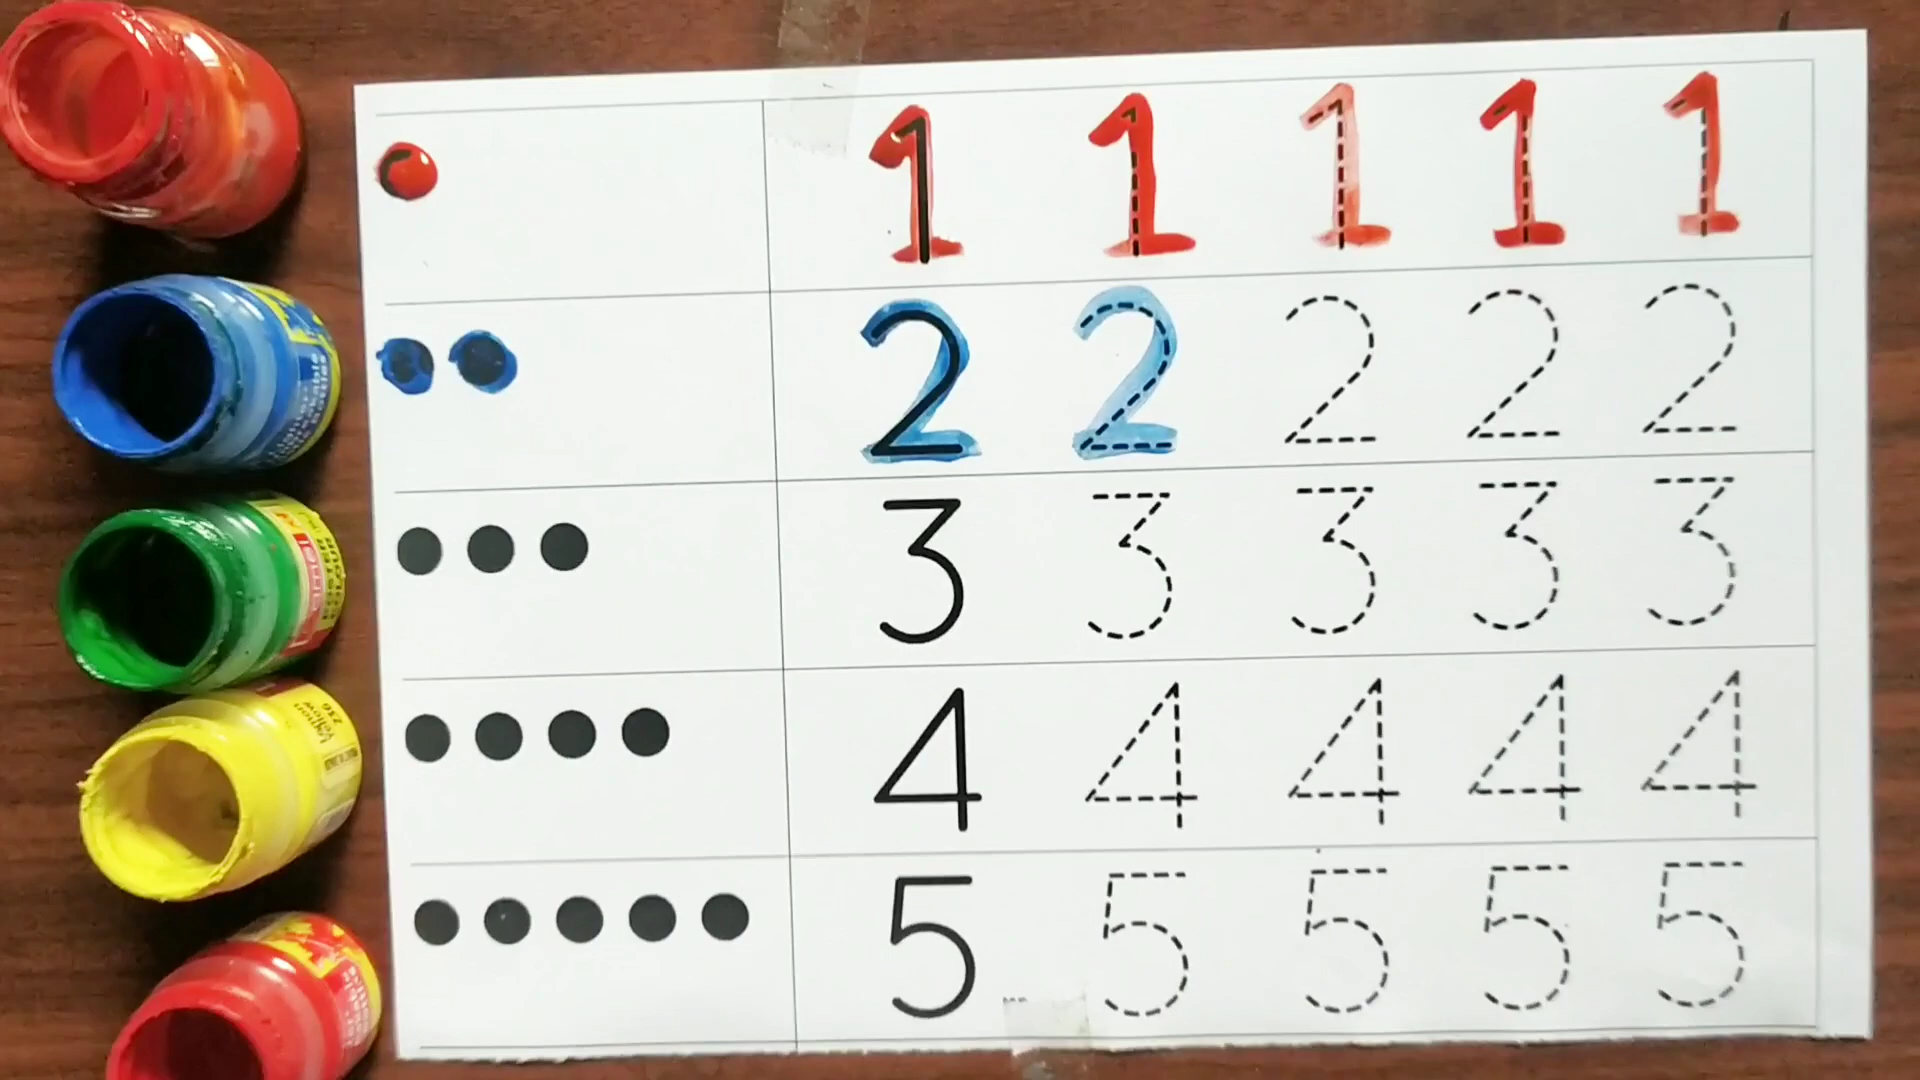 1 1 1 1 1
2 2 2 2 2
3 3 3 3 3
4 4 4 4 4
5 5 5 5 5